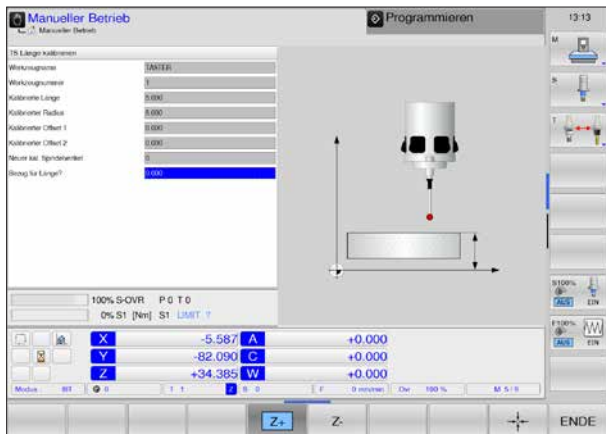 Manueller Betrieb
Manueller Betrieb
Programmieren
13:13
TS Länge kalibrieren
Werkzeugname TASTER
Werkzeugnummer 1
Kalibrierte Länge 5.000
Kalibrierter Radius 6.000
Kalibrierter Offset 1 0.000
Kalibrierter Offset 2 0.000
Neuer kal. Spindelwinkel 0
Bezug für Länge? 0.000
M
S
T
100% S-OVR P0 T0
0% S1 [Nm] S1 LIMIT ?
S100%
AUS EIN
F100%
AUS EIN
X -5.587 A +0.000
Y -82.090 C +0.000
Z +34.385 W +0.000
Modus: 0 T 1 Z S 0 F 0 mm/min Ovr 100 % M 5/9
Z+ Z- ENDE